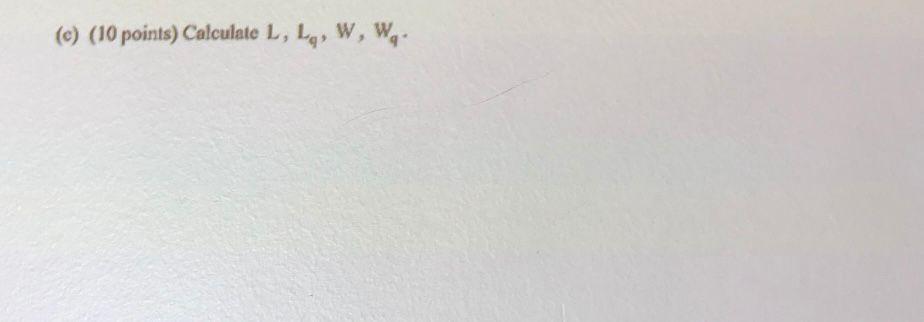 (c) (10 points) Calculate L, Lq, W, Wq.